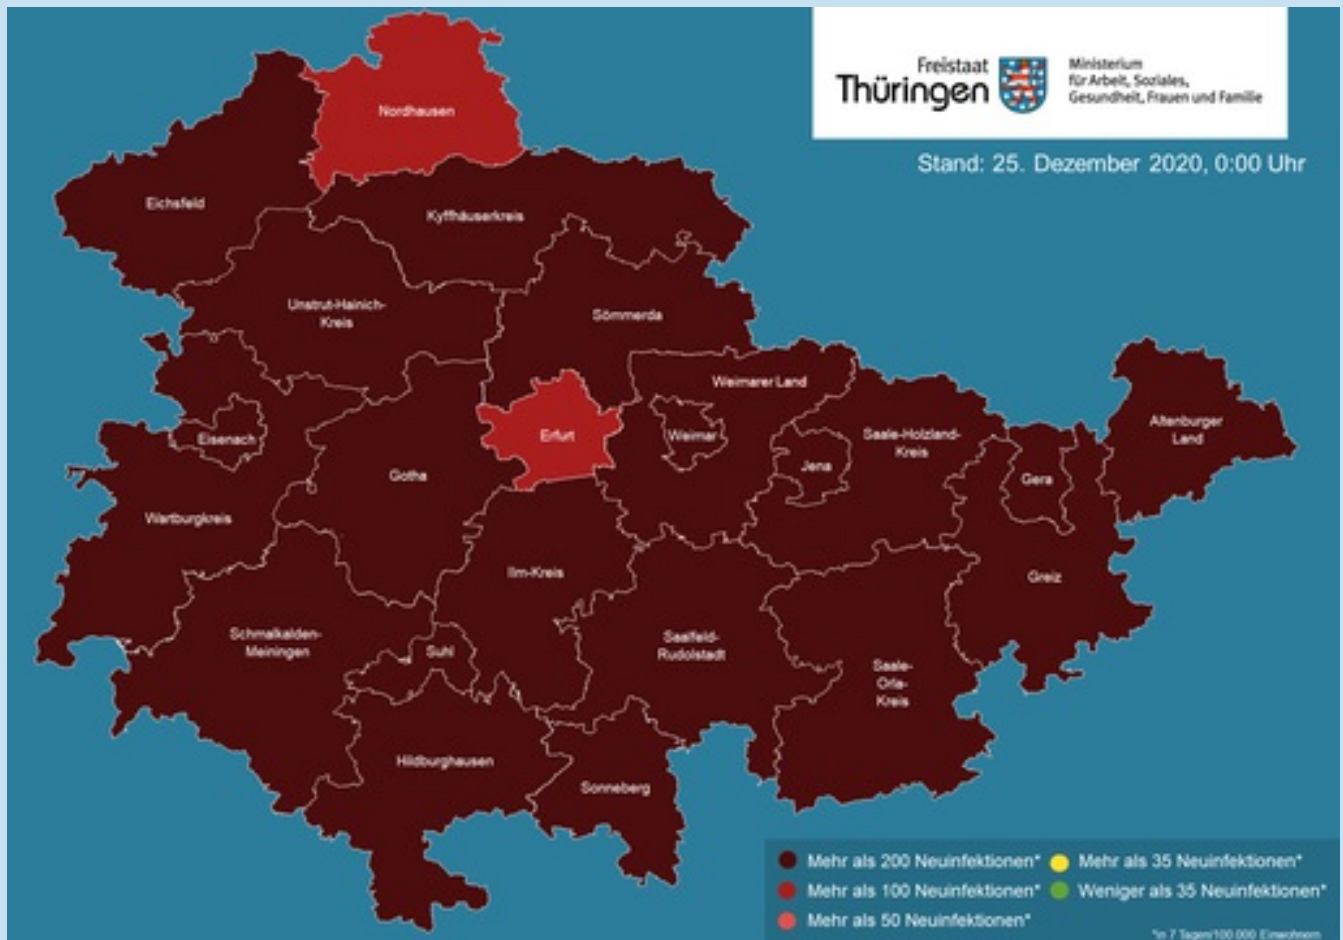 Freistaat
Thüringen
Ministerium
für Arbeit, Soziales,
Gesundheit, Frauen und Familie
Stand: 25. Dezember 2020, 0:00 Uhr
Nordhausen
Eichsfeld
Kyffhäuserkreis
Unstrut-Hainich-
Kreis
Sömmerda
Weimarer Land
Eisenach
Erfurt
Weimar
Saale-Holzland-
Kreis
Altenburger
Land
Gotha
Jena
Gera
Wartburgkreis
Ilm-Kreis
Greiz
Schmalkalden-
Meiningen
Suhl
Saalfeld-
Rudolstadt
Saale-
Orla-
Kreis
Hildburghausen
Sonneberg
Mehr als 200 Neuinfektionen*
Mehr als 35 Neuinfektionen*
Mehr als 100 Neuinfektionen*
Weniger als 35 Neuinfektionen*
Mehr als 50 Neuinfektionen*
*in 7 Tagen/100.000 Einwohnern